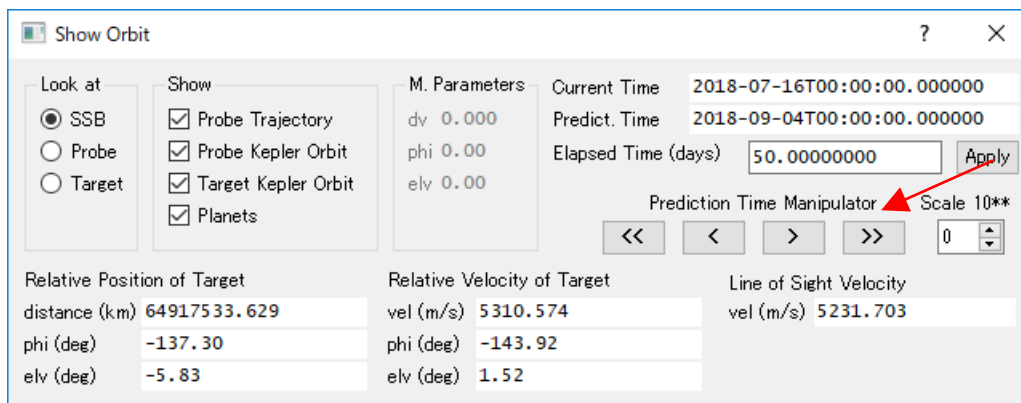 Show Orbit ? ×
Look at Show M. Parameters Current Time 2018-07-16T00:00:00.000000
SSB Probe Trajectory dv 0.000 Predict. Time 2018-09-04T00:00:00.000000
Probe Probe Kepler Orbit phi 0.00 Elapsed Time (days) 50.00000000 Apply
Target Target Kepler Orbit elv 0.00
Planets Prediction Time Manipulator Scale 10**
<< < > >> 0
Relative Position of Target Relative Velocity of Target Line of Sight Velocity
distance (km) 64917533.629 vel (m/s) 5310.574 vel (m/s) 5231.703
phi (deg) -137.30 phi (deg) -143.92
elv (deg) -5.83 elv (deg) 1.52